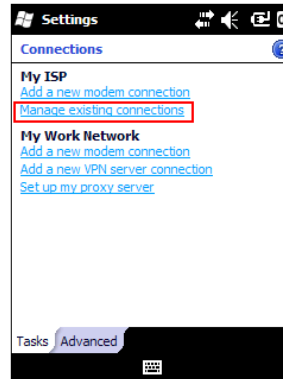 Settings
Connections
My ISP
Add a new modem connection
Manage existing connections
My Work Network
Add a new modem connection
Add a new VPN server connection
Set up my proxy server
Tasks Advanced